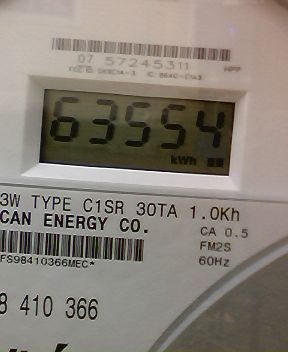 07 57245311
63554
kWh
3W TYPE C1SR 30TA 1.0Kh
CAN ENERGY CO.
CA 0.5
FM2S
FS98410366MEC*
60Hz
8 410 366